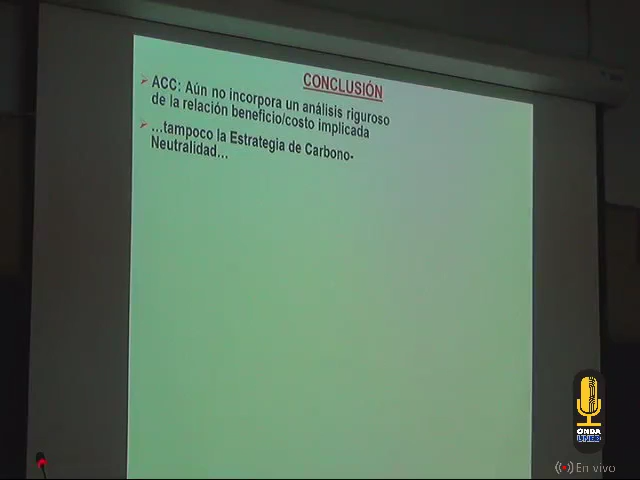 CONCLUSIÓN
ACC: Aún no incorpora un análisis riguroso
de la relación beneficio/costo implicada
...tampoco la Estrategia de Carbono-
Neutralidad...
ONDA
UNED
En vivo